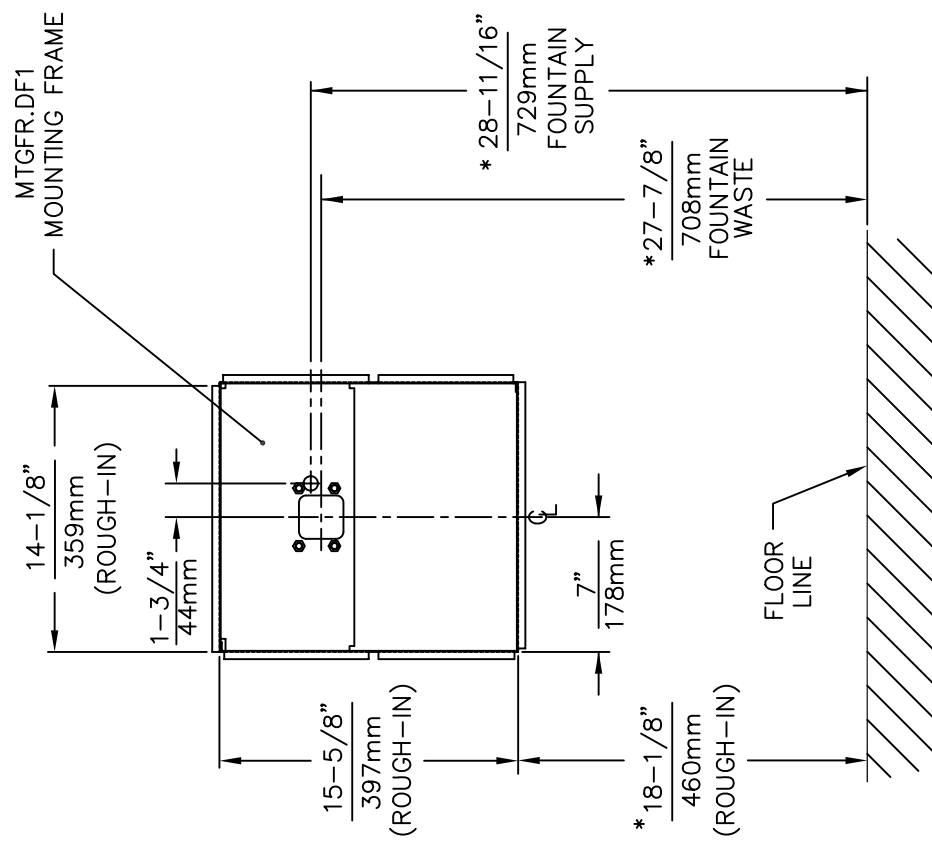 MTGFR.DF1
MOUNTING FRAME
14-1/8"
359mm
(ROUGH-IN)
1-3/4"
44mm
* 28-11/16"
729mm
FOUNTAIN
SUPPLY
*27-7/8"
708mm
FOUNTAIN
WASTE
CL
7"
178mm
15-5/8"
397mm
(ROUGH-IN)
* 18-1/8"
460mm
(ROUGH-IN)
FLOOR
LINE